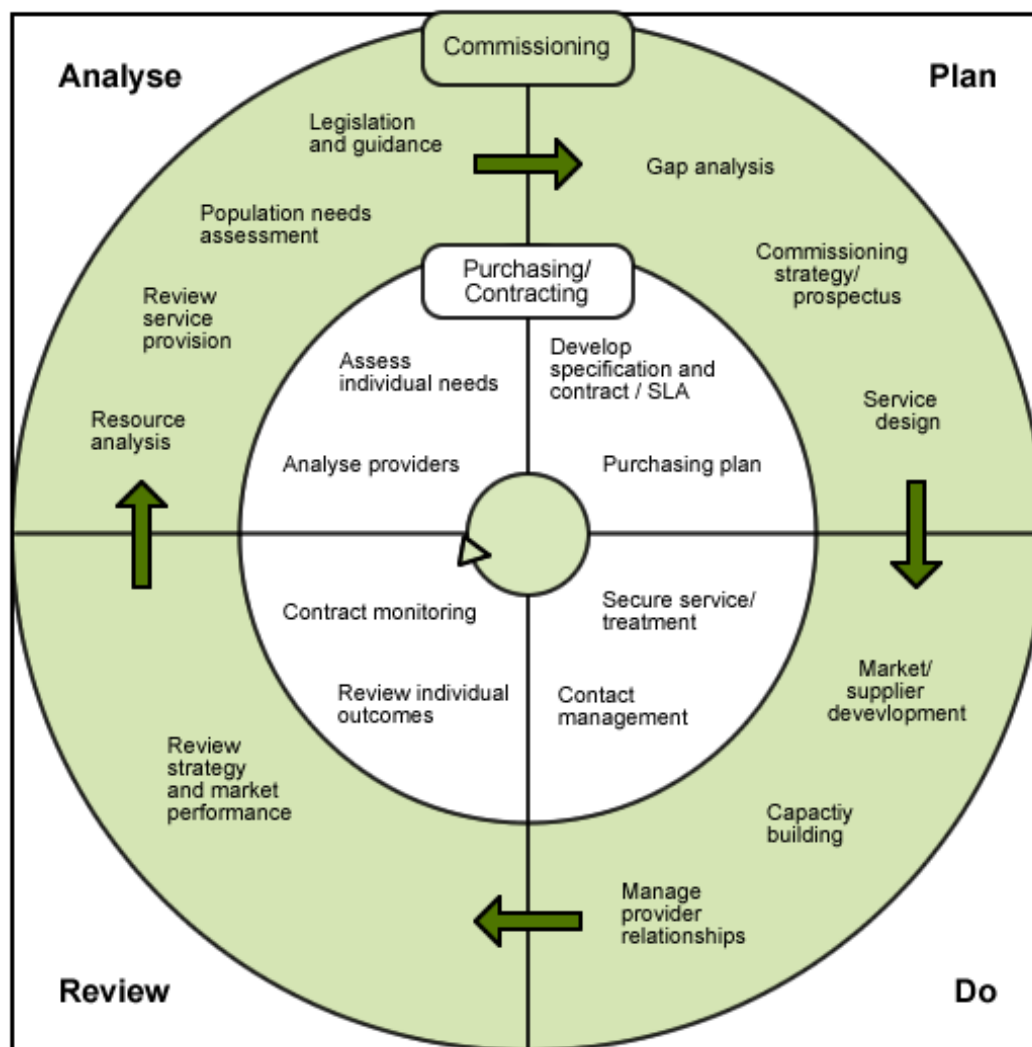 Commissioning
Analyse
Plan
Legislation
and guidance
Gap analysis
Population needs
assessment
Commissioning
strategy/
prospectus
Purchasing/
Contracting
Review
service
provision
Assess
individual needs
Develop
specification and
contract / SLA
Resource
analysis
Service
design
Analyse providers
Purchasing plan
Contract monitoring
Secure service/
treatment
Review individual
outcomes
Contact
management
Market/
supplier
devevlopment
Review
strategy
and market
performance
Capactiy
building
Manage
provider
relationships
Review
Do